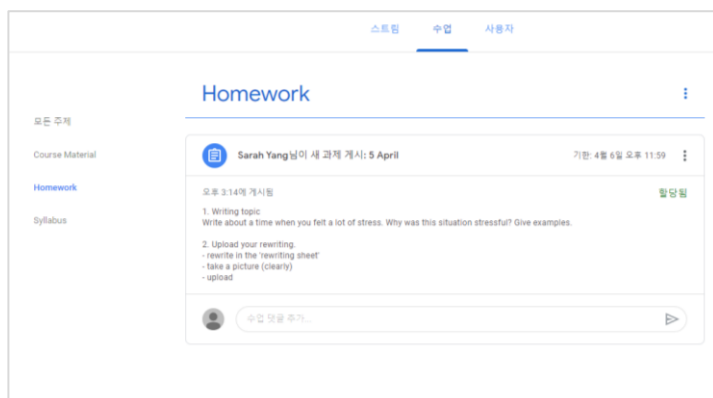 스트림 수업 사용자
Homework
모든 주제
Course Material
Homework
Syllabus
Sarah Yang님이 새 과제 게시: 5 April
기한: 4월 6일 오후 11:59
오후 3:14에 게시됨
할당됨
1. Writing topic
Write about a time when you felt a lot of stress. Why was this situation stressful? Give examples.
2. Upload your rewriting.
- rewrite in the 'rewriting sheet'
- take a picture (clearly)
- upload
수업 댓글 추가...